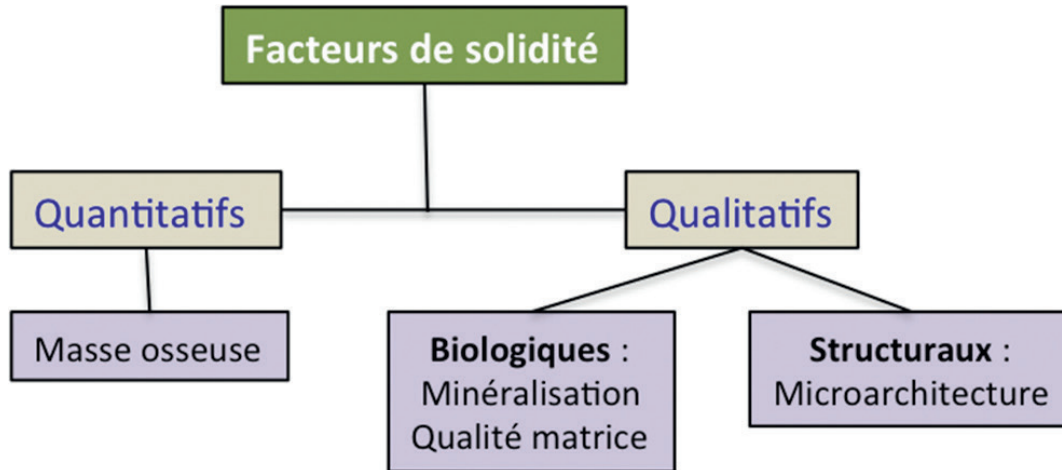 Facteurs de solidité
Quantitatifs
Qualitatifs
Masse osseuse
Biologiques :
Minéralisation
Qualité matrice
Structuraux :
Microarchitecture